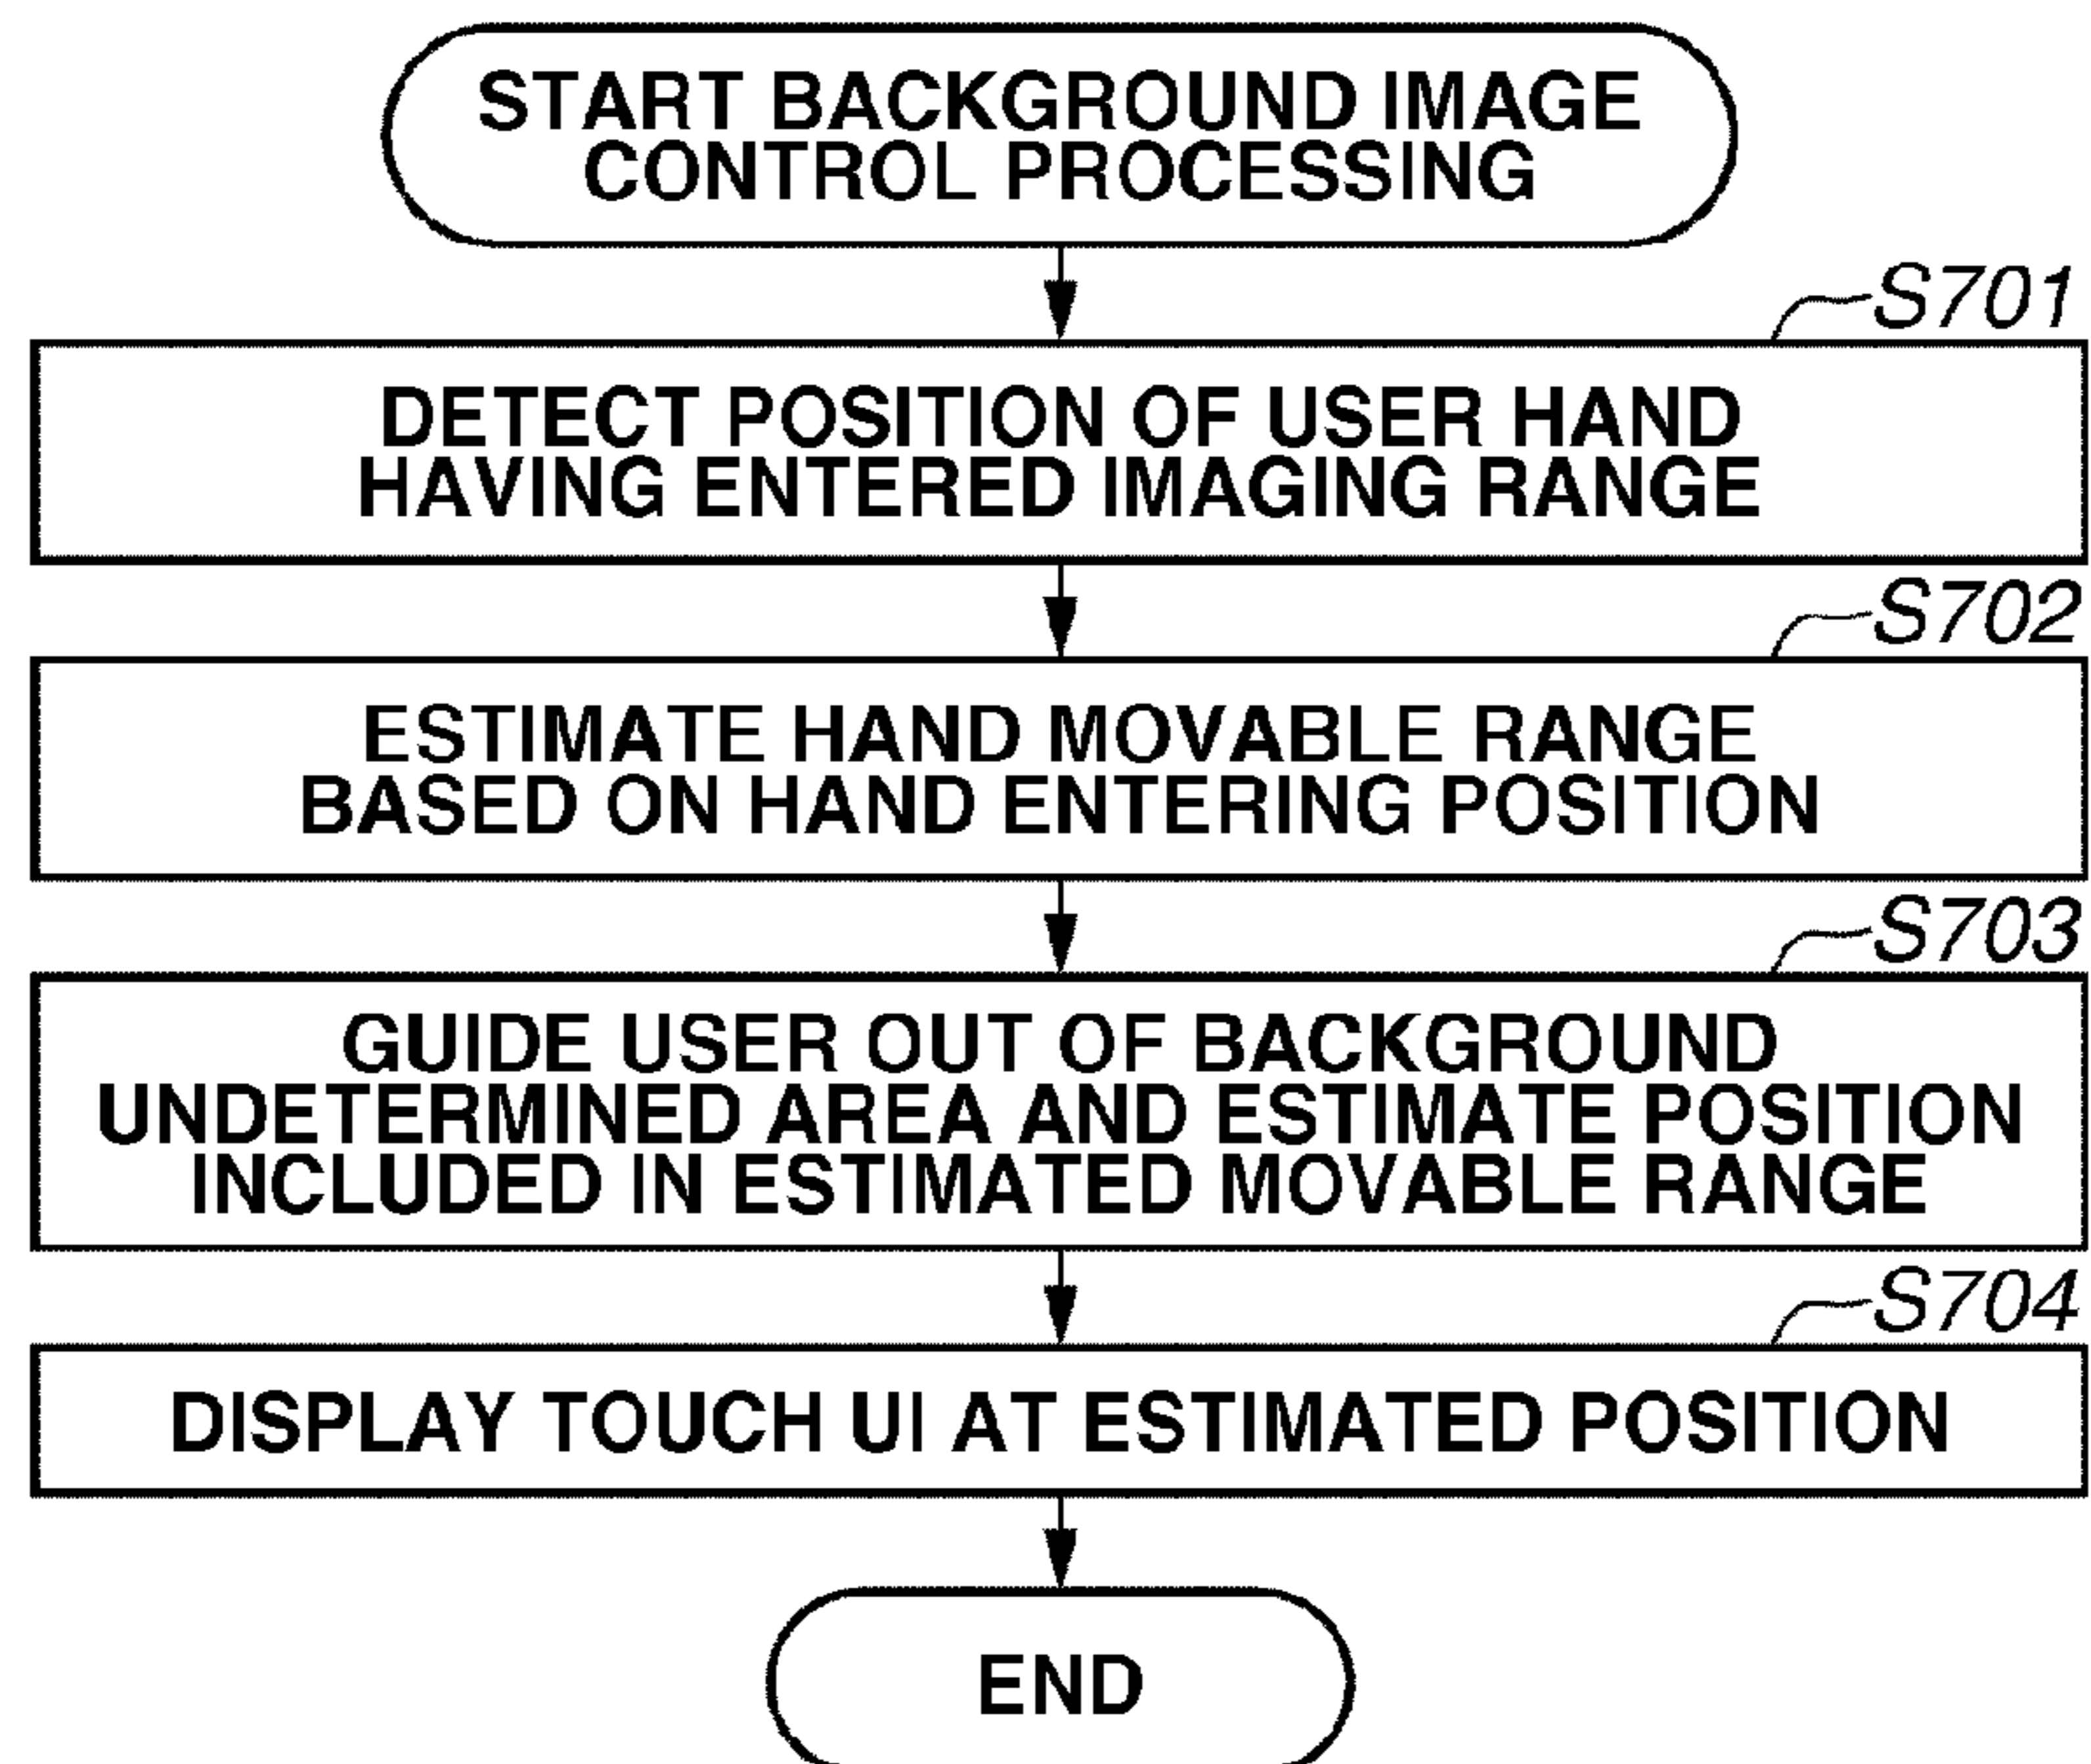 START BACKGROUND IMAGE
CONTROL PROCESSING
S701
DETECT POSITION OF USER HAND
HAVING ENTERED IMAGING RANGE
S702
ESTIMATE HAND MOVABLE RANGE
BASED ON HAND ENTERING POSITION
S703
GUIDE USER OUT OF BACKGROUND
UNDETERMINED AREA AND ESTIMATE POSITION
INCLUDED IN ESTIMATED MOVABLE RANGE
S704
DISPLAY TOUCH UI AT ESTIMATED POSITION
END